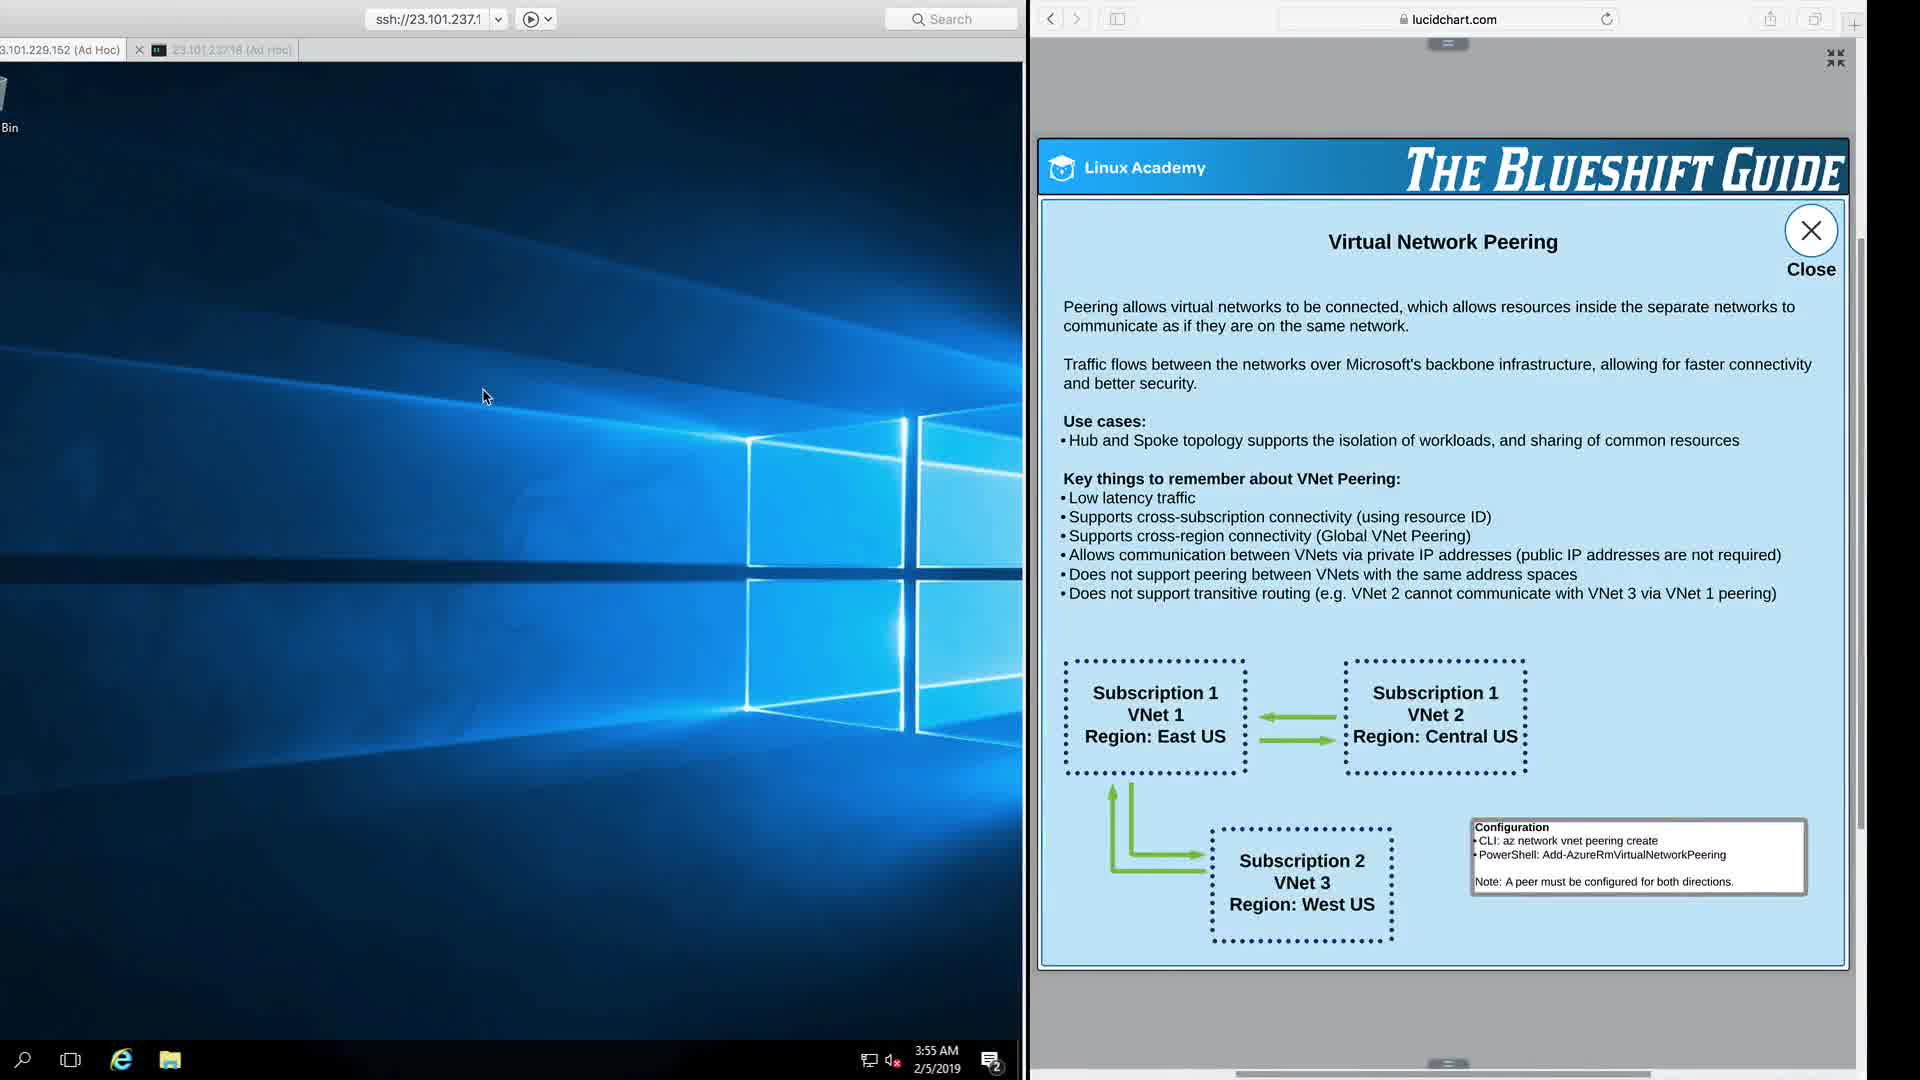 ssh://23.101.237.1
Search
3.101.229.152 (Ad Hoc)
23.101.237.18 (Ad Hoc)
Bin
3:55 AM
2/5/2019
2
lucidchart.com
Linux Academy
THE BLUESHIFT GUIDE
Virtual Network Peering
Close
Peering allows virtual networks to be connected, which allows resources inside the separate networks to
communicate as if they are on the same network.
Traffic flows between the networks over Microsoft's backbone infrastructure, allowing for faster connectivity
and better security.
Use cases:
• Hub and Spoke topology supports the isolation of workloads, and sharing of common resources
Key things to remember about VNet Peering:
• Low latency traffic
• Supports cross-subscription connectivity (using resource ID)
• Supports cross-region connectivity (Global VNet Peering)
• Allows communication between VNets via private IP addresses (public IP addresses are not required)
• Does not support peering between VNets with the same address spaces
• Does not support transitive routing (e.g. VNet 2 cannot communicate with VNet 3 via VNet 1 peering)
Subscription 1
VNet 1
Region: East US
Subscription 1
VNet 2
Region: Central US
Subscription 2
VNet 3
Region: West US
Configuration
• CLI: az network vnet peering create
• PowerShell: Add-AzureRmVirtualNetworkPeering
Note: A peer must be configured for both directions.